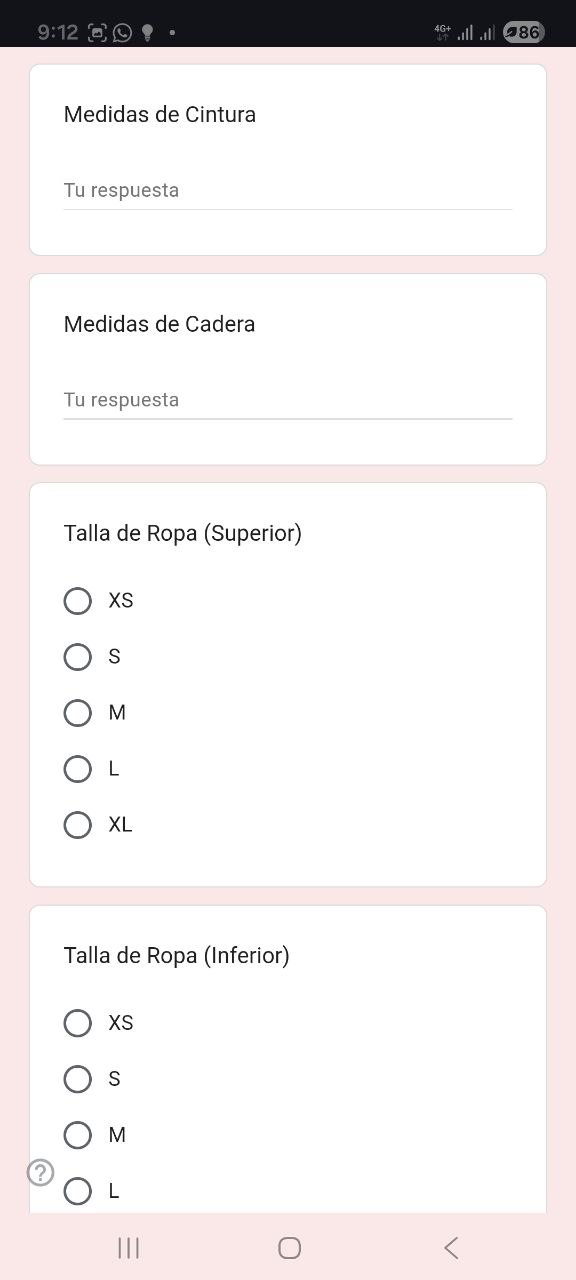 9:12
4G+
86
Medidas de Cintura
Tu respuesta
Medidas de Cadera
Tu respuesta
Talla de Ropa (Superior)
XS
S
M
L
XL
Talla de Ropa (Inferior)
XS
S
M
?
L